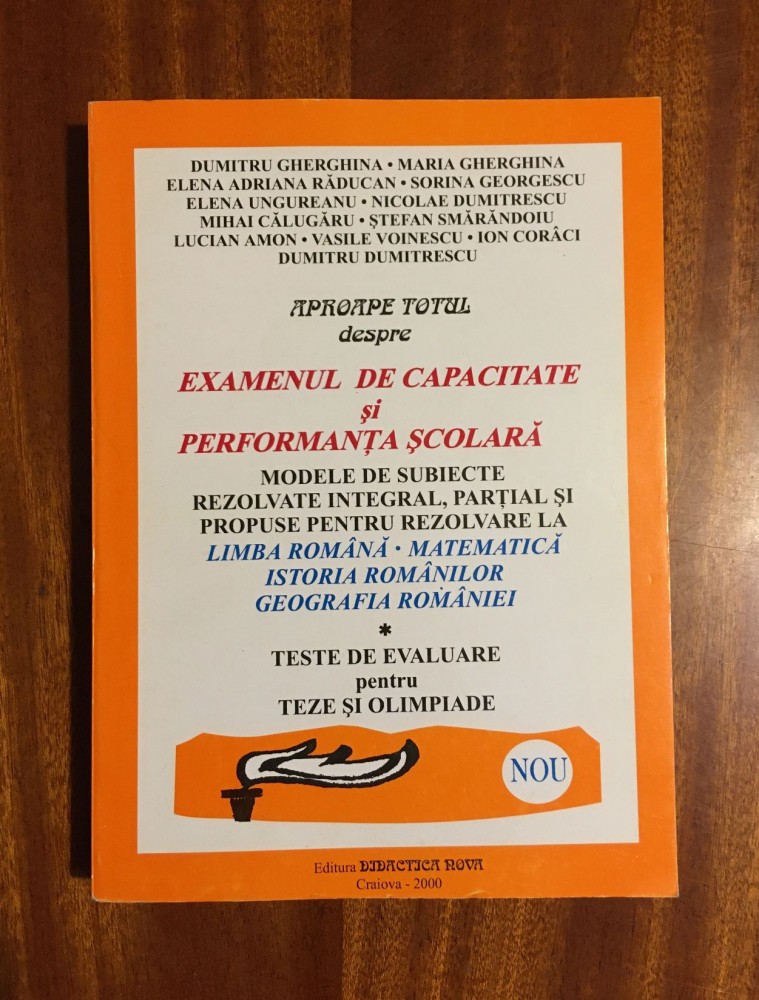 DUMITRU GHERGHINA • MARIA GHERGHINA
ELENA ADRIANA RĂDUCAN • SORINA GEORGESCU
ELENA UNGUREANU • NICOLAE DUMITRESCU
MIHAI CĂLUGĂRU • ŞTEFAN SMĂRĂNDOIU
LUCIAN AMON • VASILE VOINESCU • ION CORÂCI
DUMITRU DUMITRESCU
APROAPE TOTUL
despre
EXAMENUL DE CAPACITATE
şi
PERFORMANŢA ŞCOLARĂ
MODELE DE SUBIECTE
REZOLVATE INTEGRAL, PARŢIAL ŞI
PROPUSE PENTRU REZOLVARE LA
LIMBA ROMÂNĂ • MATEMATICĂ
ISTORIA ROMÂNILOR
GEOGRAFIA ROMÂNIEI
*
TESTE DE EVALUARE
pentru
TEZE ŞI OLIMPIADE
NOU
Editura DIDACTICA NOVA
Craiova - 2000